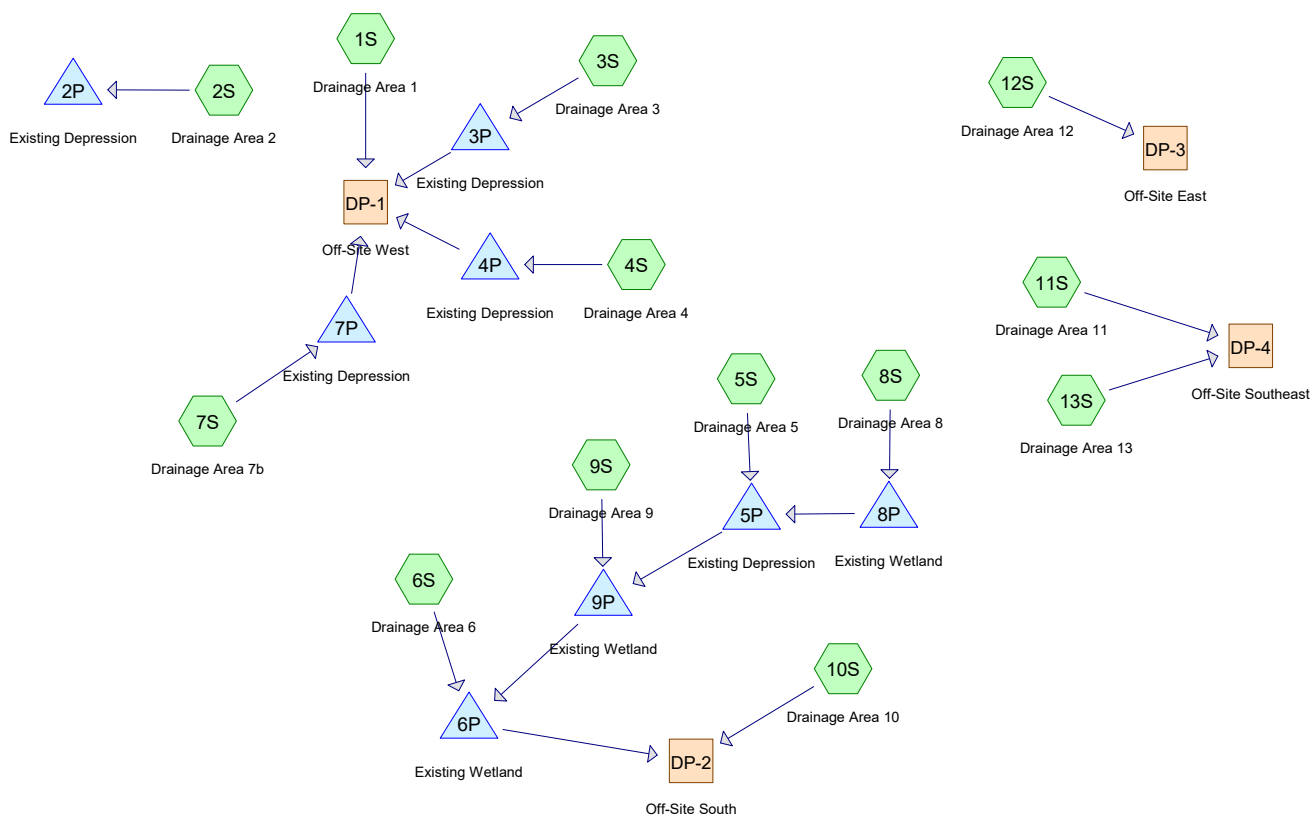 1S
Drainage Area 1
3S
Drainage Area 3
2P
Existing Depression
2S
Drainage Area 2
3P
Existing Depression
12S
Drainage Area 12
DP-3
Off-Site East
DP-1
Off-Site West
4P
Existing Depression
4S
Drainage Area 4
7P
Existing Depression
11S
Drainage Area 11
DP-4
Off-Site Southeast
13S
Drainage Area 13
7S
Drainage Area 7b
5S
Drainage Area 5
8S
Drainage Area 8
9S
Drainage Area 9
5P
Existing Depression
8P
Existing Wetland
6S
Drainage Area 6
9P
Existing Wetland
10S
Drainage Area 10
6P
Existing Wetland
DP-2
Off-Site South